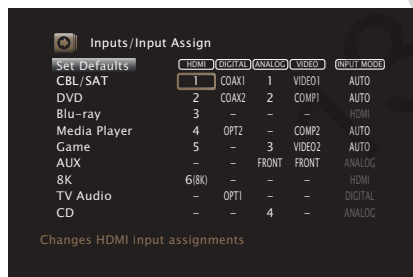 Inputs/Input Assign
Set Defaults HDMI DIGITAL ANALOG VIDEO INPUT MODE
CBL/SAT 1 COAX1 1 VIDEO1 AUTO
DVD 2 COAX2 2 COMP1 AUTO
Blu-ray 3 – – – HDMI
Media Player 4 OPT2 – COMP2 AUTO
Game 5 – 3 VIDEO2 AUTO
AUX – – FRONT FRONT ANALOG
8K 6(8K) – – – HDMI
TV Audio – OPT1 – – DIGITAL
CD – – 4 – ANALOG
Changes HDMI input assignments